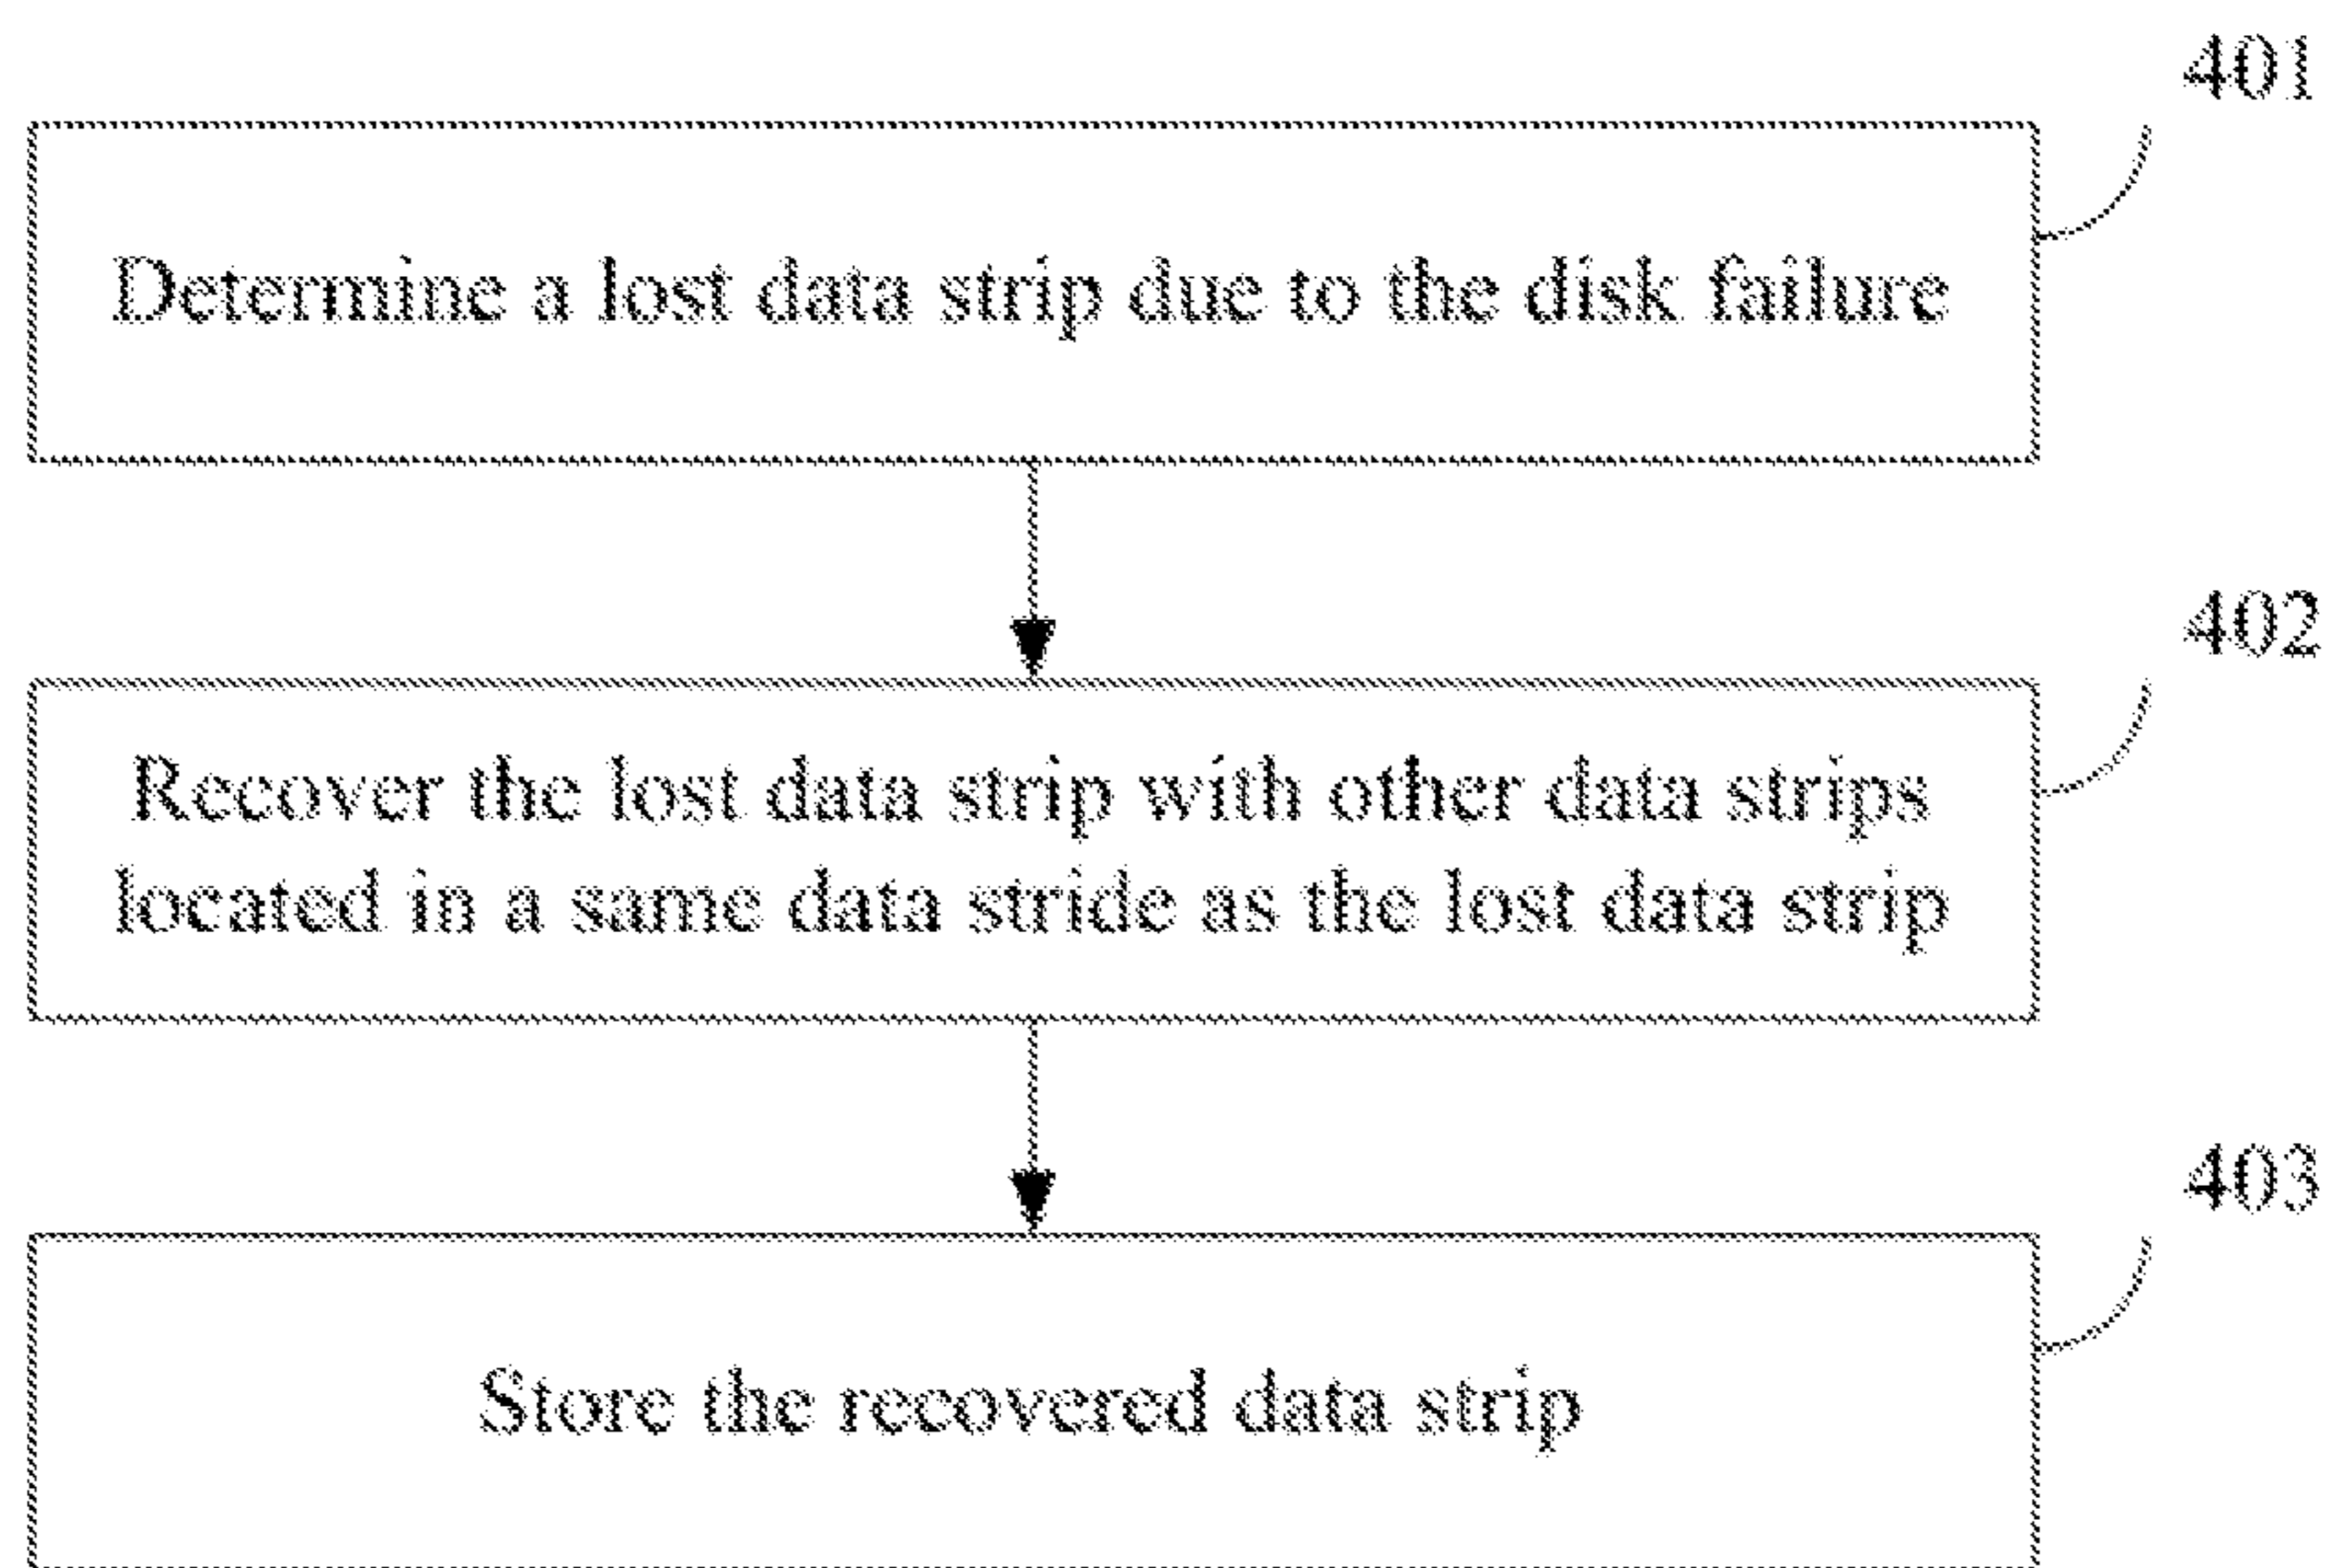 401
Determine a lost data strip due to the disk failure
402
Recover the lost data strip with other data strips
located in a same data stride as the lost data strip
403
Store the recovered data strip